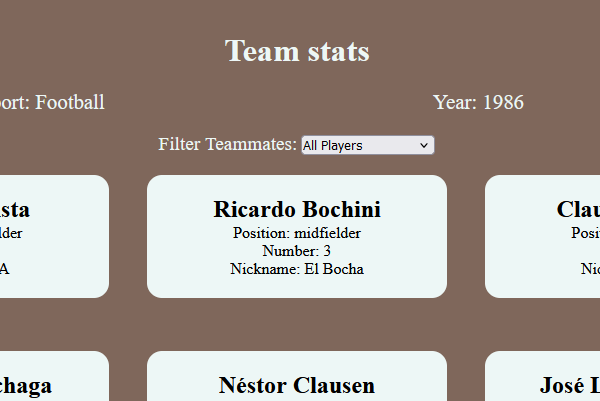 Team stats
ort: Football
Year: 1986
Filter Teammates: All Players
sta
Ricardo Bochini
Clau
lder
Position: midfielder
Posi
Number: 3
A
Nickname: El Bocha
Nic
chaga
Néstor Clausen
José L